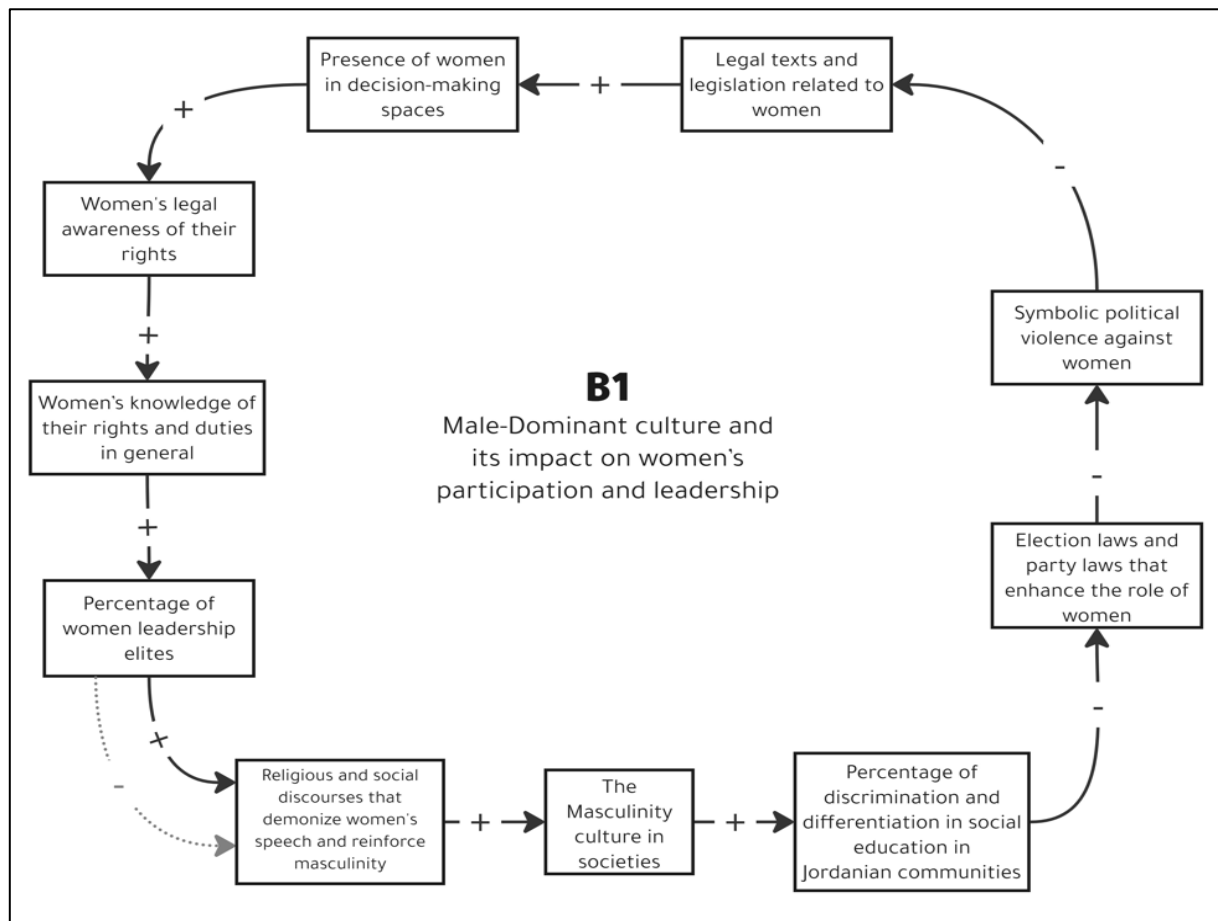 Presence of women
in decision-making
spaces
+
Legal texts and
legislation related to
women
+
-
Women's legal
awareness of their
rights
+
Women's knowledge of
their rights and duties
in general
+
Percentage of
women leadership
elites
+
-
B1
Male-Dominant culture and
its impact on women's
participation and leadership
Symbolic political
violence against
women
-
Election laws and
party laws that
enhance the role of
women
-
Religious and social
discourses that
demonize women's
speech and reinforce
masculinity
+
The
Masculinity
culture in
societies
+
Percentage of
discrimination and
differentiation in social
education in
Jordanian communities